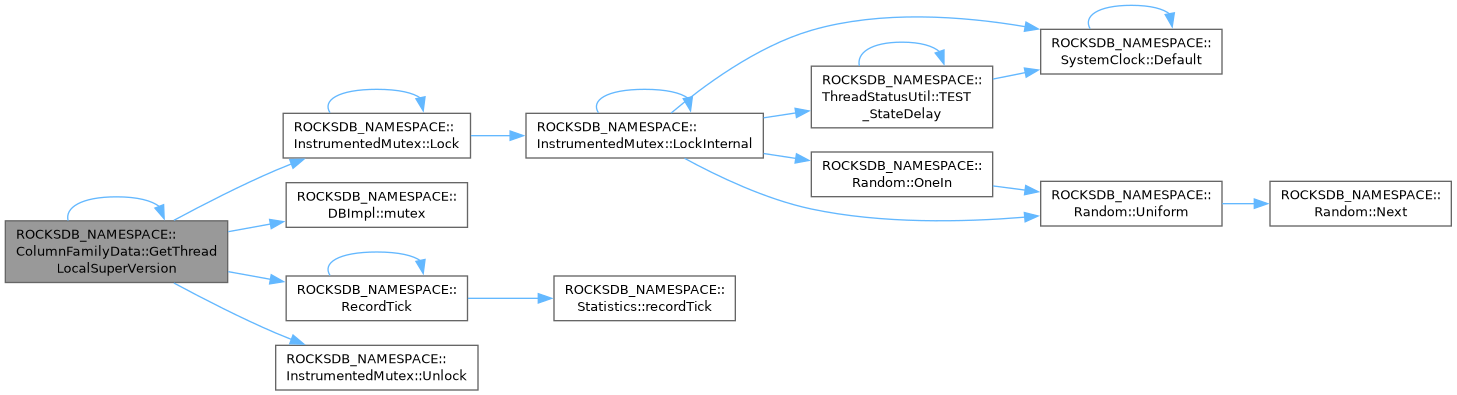 ROCKSDB_NAMESPACE::
ColumnFamilyData::GetThread
LocalSuperVersion
ROCKSDB_NAMESPACE::
InstrumentedMutex::Lock
ROCKSDB_NAMESPACE::
DBImpl::mutex
ROCKSDB_NAMESPACE::
RecordTick
ROCKSDB_NAMESPACE::
InstrumentedMutex::Unlock
ROCKSDB_NAMESPACE::
InstrumentedMutex::LockInternal
ROCKSDB_NAMESPACE::
Statistics::recordTick
ROCKSDB_NAMESPACE::
ThreadStatusUtil::TEST
_StateDelay
ROCKSDB_NAMESPACE::
Random::OneIn
ROCKSDB_NAMESPACE::
SystemClock::Default
ROCKSDB_NAMESPACE::
Random::Uniform
ROCKSDB_NAMESPACE::
Random::Next